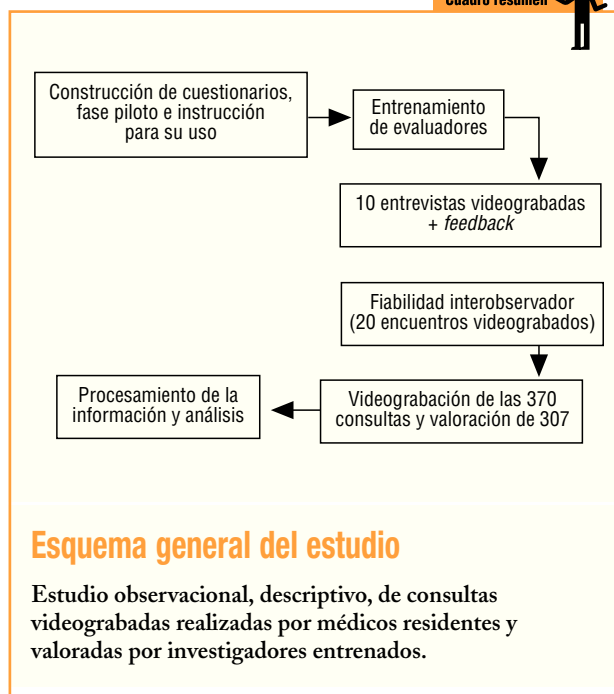 Cuadro resumen
Construcción de cuestionarios,
fase piloto e instrucción
para su uso
Entrenamiento
de evaluadores
10 entrevistas videograbadas
+ feedback
Fiabilidad interobservador
(20 encuentros videograbados)
Procesamiento de la
información y análisis
Videograbación de las 370
consultas y valoración de 307
Esquema general del estudio
Estudio observacional, descriptivo, de consultas
videograbadas realizadas por médicos residentes y
valoradas por investigadores entrenados.